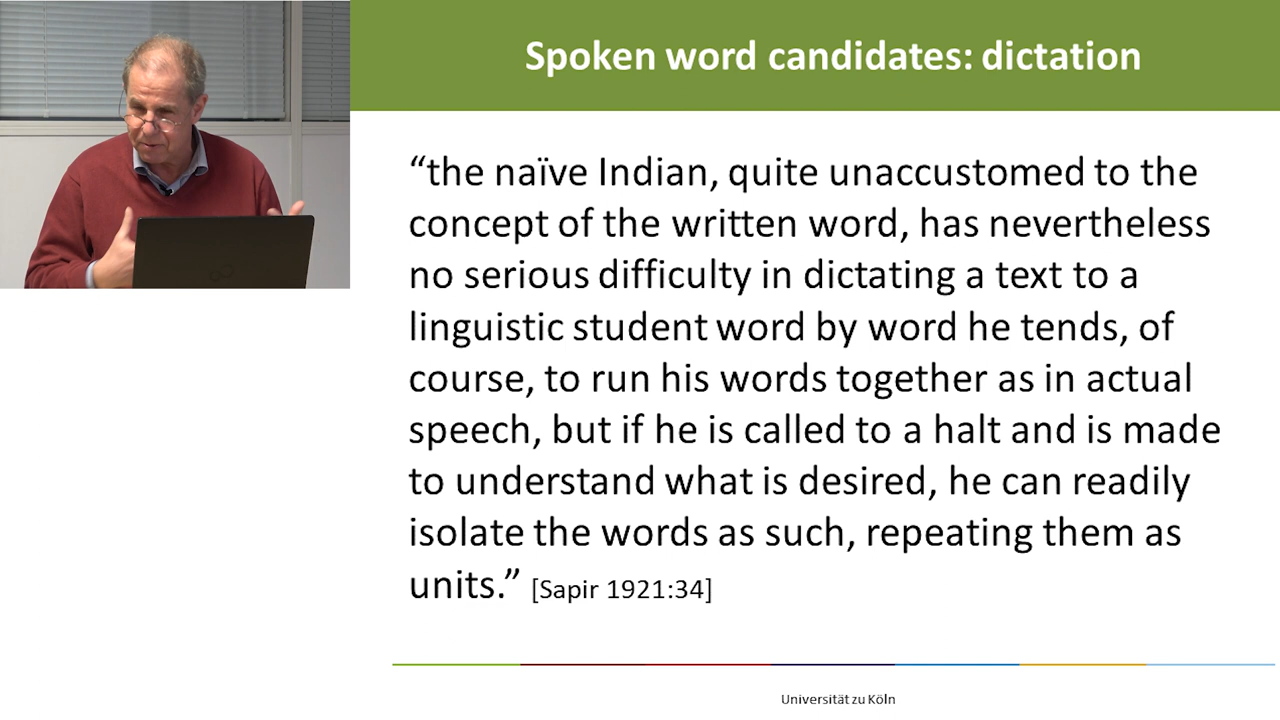 Spoken word candidates: dictation
“the naïve Indian, quite unaccustomed to the
concept of the written word, has nevertheless
no serious difficulty in dictating a text to a
linguistic student word by word he tends, of
course, to run his words together as in actual
speech, but if he is called to a halt and is made
to understand what is desired, he can readily
isolate the words as such, repeating them as
units.” [Sapir 1921:34]
Universität zu Köln